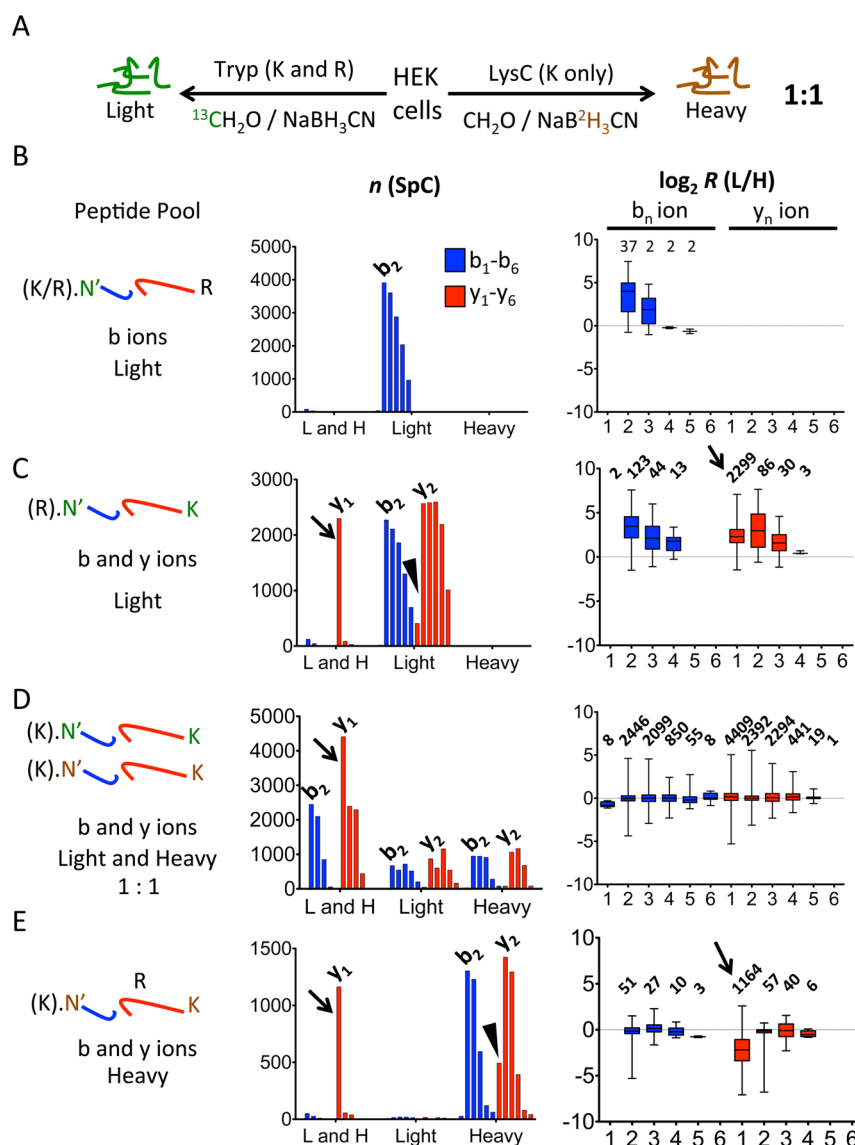 A
Tryp (K and R)
HEK
cells
LysC (K only)
Light
¹³CH₂O / NaBH₃CN
CH₂O / NaB²H₃CN
Heavy
1:1
B
Peptide Pool
n (SpC)
log₂ R (L/H)
bₙ ion
yₙ ion
(K/R).N’
R
b ions
Light
5000
4000
3000
2000
1000
0
b₂
b₁-b₆
y₁-y₆
L and H Light Heavy
10
5
0
-5
-10
37 2 2 2
1 2 3 4 5 6 1 2 3 4 5 6
C
(R).N’
K
b and y ions
Light
3000
2000
1000
0
y₁
b₂
y₂
L and H Light Heavy
10
5
0
-5
-10
2 123 44 13 2299 86 30 3
1 2 3 4 5 6 1 2 3 4 5 6
D
(K).N’
K
(K).N’
K
b and y ions
Light and Heavy
1 : 1
5000
4000
3000
2000
1000
0
b₂
y₁
b₂
y₂
b₂
y₂
L and H Light Heavy
10
5
0
-5
-10
8 2446 2099 850 55 8 4409 2392 2294 441 19 1
1 2 3 4 5 6 1 2 3 4 5 6
E
R
(K).N’
K
b and y ions
Heavy
1500
1000
500
0
y₁
b₂
y₂
L and H Light Heavy
10
5
0
-5
-10
51 27 10 3 1164 57 40 6
1 2 3 4 5 6 1 2 3 4 5 6